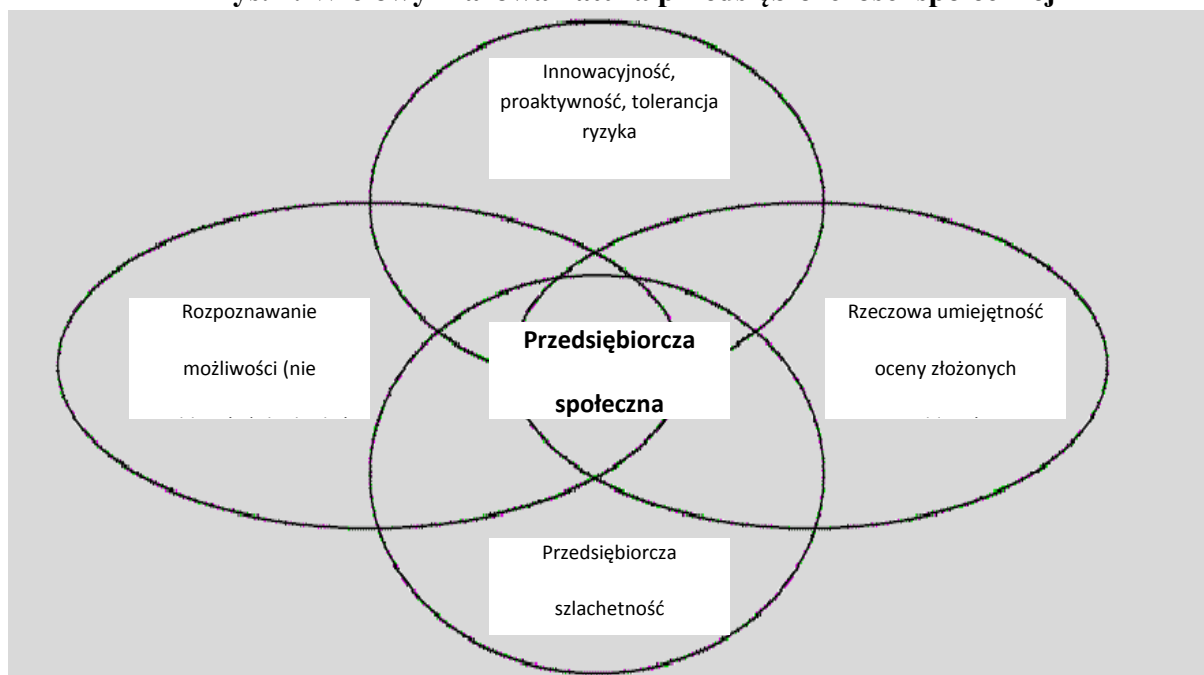 Innowacyjność,
proaktywność, tolerancja
ryzyka
Rozpoznawanie
możliwości (nie
Przedsiębiorcza
społeczna
Rzeczowa umiejętność
oceny złożonych
Przedsiębiorcza
szlachetność